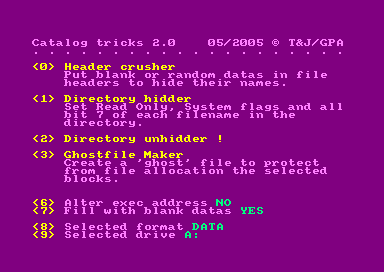 Catalog tricks 2.0    05/2005 © T&J/GPA
. . . . . . . . . . . . . . . . . . . .
<0> Header crusher
Put blank or random datas in file
headers to hide their names.
<1> Directory hidder
Set Read Only, System flags and all
bit 7 of each filename in the
directory.
<2> Directory unhidder !
<3> Ghostfile Maker
Create a 'ghost' file to protect
from file allocation the selected
blocks.
<6> Alter exec address NO
<7> Fill with blank datas YES
<8> Selected format DATA
<9> Selected drive A: